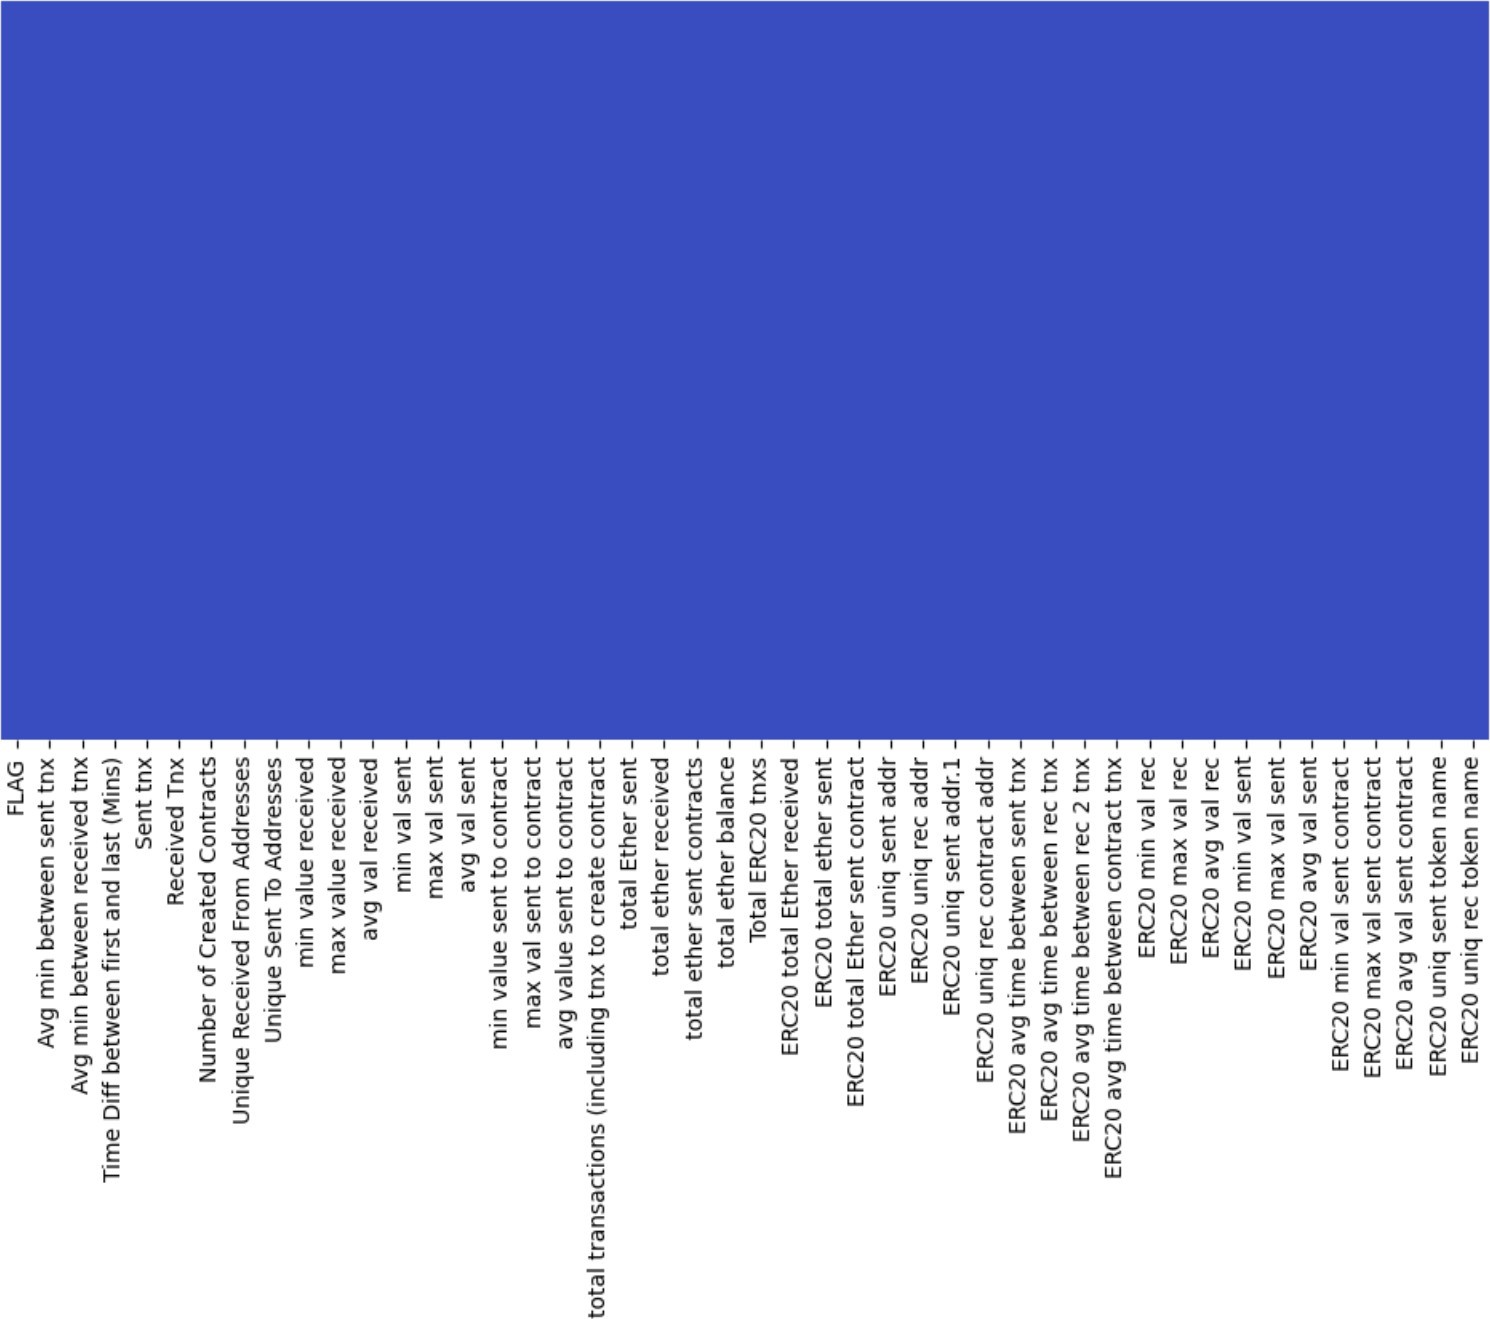 FLAG
Avg min between sent tnx
Avg min between received tnx
Time Diff between first and last (Mins)
Sent tnx
Received Tnx
Number of Created Contracts
Unique Received From Addresses
Unique Sent To Addresses
min value received
max value received
avg val received
min val sent
max val sent
avg val sent
min value sent to contract
max val sent to contract
avg value sent to contract
total transactions (including tnx to create contract
total Ether sent
total ether received
total ether sent contracts
total ether balance
Total ERC20 tnxs
ERC20 total Ether received
ERC20 total ether sent
ERC20 total Ether sent contract
ERC20 uniq sent addr
ERC20 uniq rec addr
ERC20 uniq sent addr.1
ERC20 uniq rec contract addr
ERC20 avg time between sent tnx
ERC20 avg time between rec tnx
ERC20 avg time between rec 2 tnx
ERC20 avg time between contract tnx
ERC20 min val rec
ERC20 max val rec
ERC20 avg val rec
ERC20 min val sent
ERC20 max val sent
ERC20 avg val sent
ERC20 min val sent contract
ERC20 max val sent contract
ERC20 avg val sent contract
ERC20 uniq sent token name
ERC20 uniq rec token name